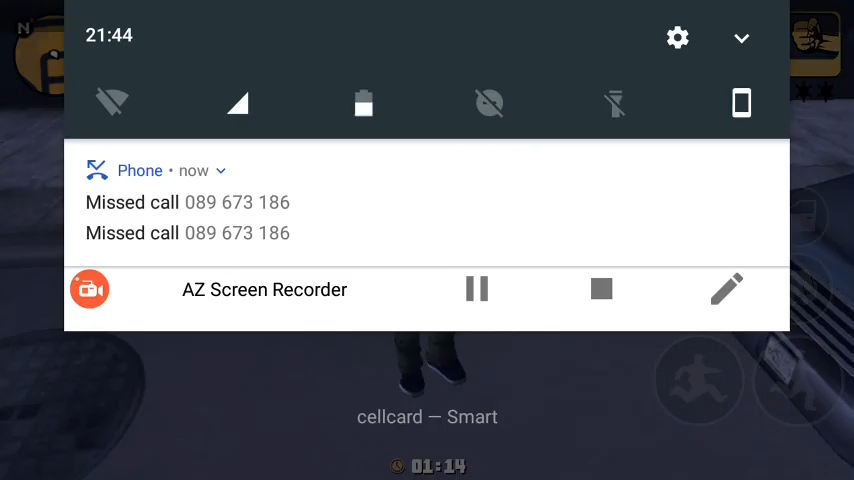 N
21:44
Phone • now
Missed call 089 673 186
Missed call 089 673 186
AZ Screen Recorder
cellcard — Smart
01:14